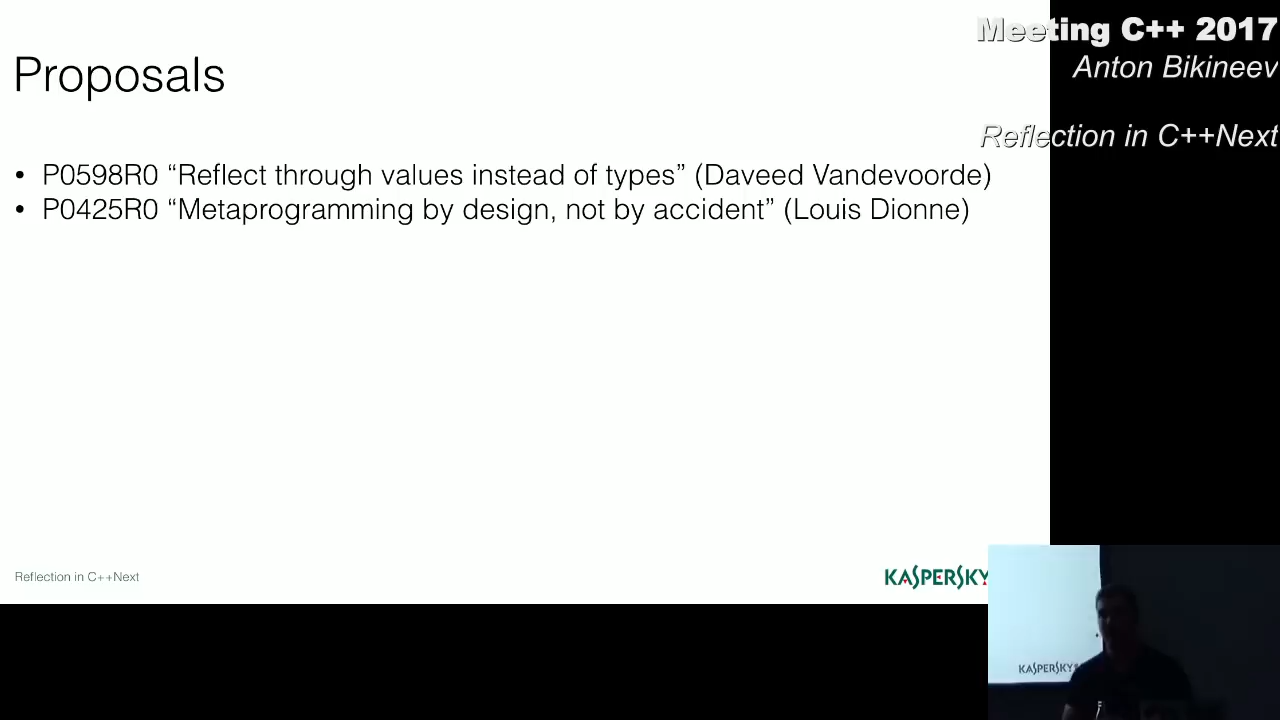 Meeting C++ 2017
Anton Bikineev
Reflection in C++Next
Proposals
• P0598R0 “Reflect through values instead of types” (Daveed Vandevoorde)
• P0425R0 “Metaprogramming by design, not by accident” (Louis Dionne)
Reflection in C++Next
KASPERSKY
KASPERSKY